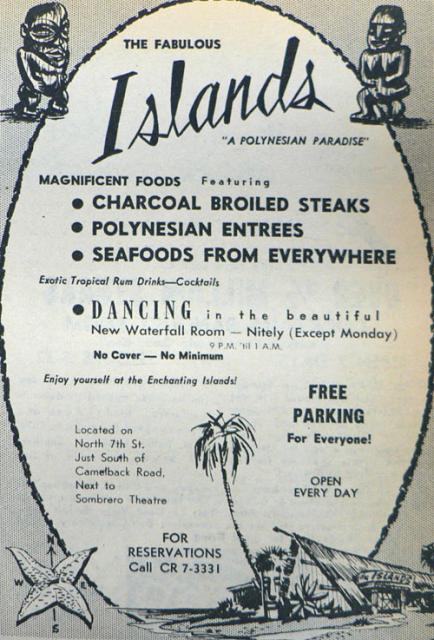 THE FABULOUS
Islands
"A POLYNESIAN PARADISE"
MAGNIFICENT FOODS Featuring
● CHARCOAL BROILED STEAKS
● POLYNESIAN ENTREES
● SEAFOODS FROM EVERYWHERE
Exotic Tropical Rum Drinks—Cocktails
● DANCING in the beautiful
New Waterfall Room — Nitely (Except Monday)
9 P.M. 'til 1 A.M.
No Cover — No Minimum
Enjoy yourself at the Enchanting Islands!
FREE
PARKING
For Everyone!
Located on
North 7th St.
Just South of
Camelback Road,
Next to
Sombrero Theatre
OPEN
EVERY DAY
FOR
RESERVATIONS
Call CR 7-3331
N
W E
S
The ISLANDS